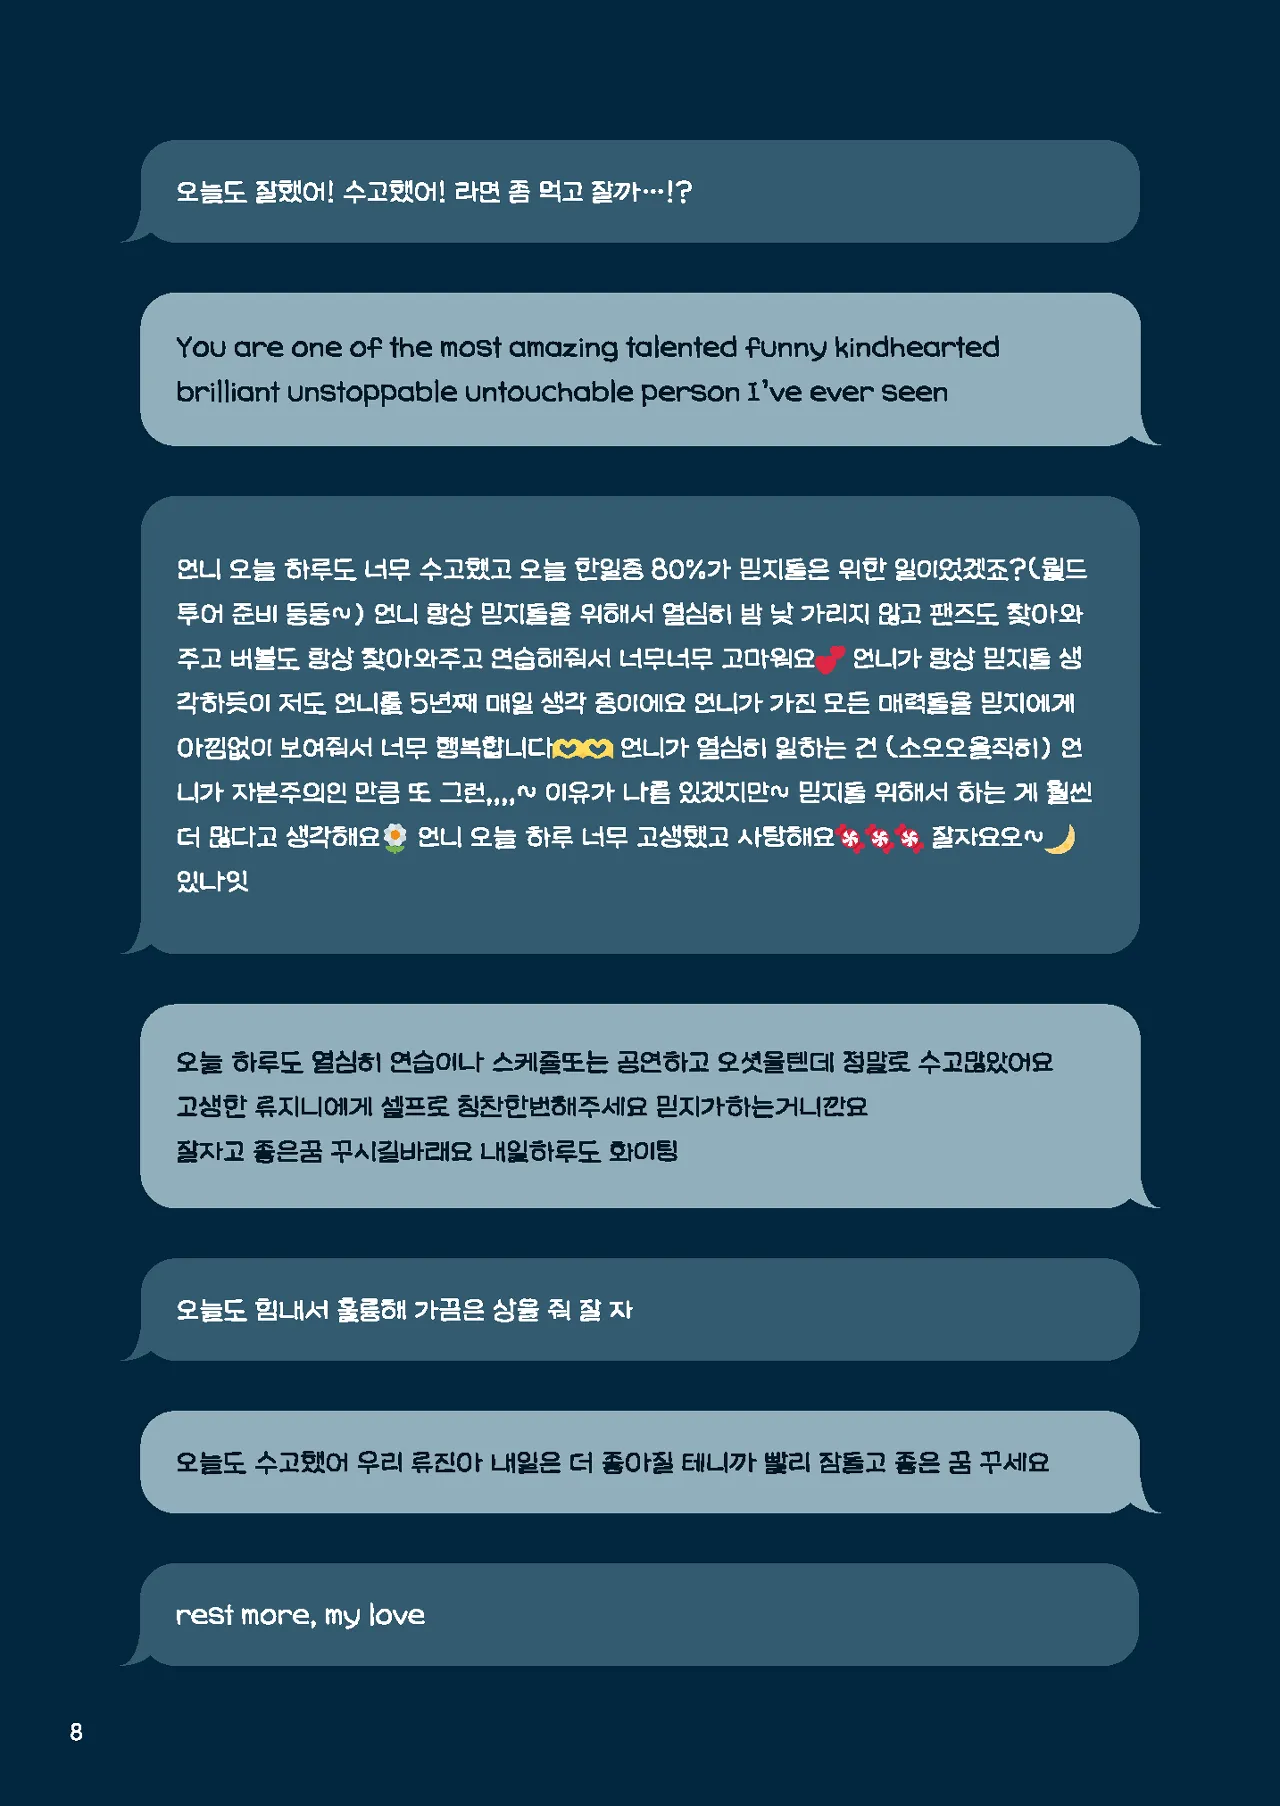 오늘도 잘했어! 수고했어! 라면 좀 먹고 잘까…!?
You are one of the most amazing talented funny kindhearted
brilliant unstoppable untouchable person I've ever seen
언니 오늘 하루도 너무 수고했고 오늘 한일중 80%가 믿지들은 위한 일이었겠죠?(월드
투어 준비 둥둥~) 언니 항상 믿지들을 위해서 열심히 밤 낮 가리지 않고 팬즈도 찾아와
주고 버블도 항상 찾아와주고 연습해줘서 너무너무 고마워요💕 언니가 항상 믿지들 생
각하듯이 저도 언니를 5년째 매일 생각 중이에요 언니가 가진 모든 매력들을 믿지에게
아낌없이 보여줘서 너무 행복합니다🫶🫶 언니가 열심히 일하는 건 (소오오올직히) 언
니가 자본주의인 만큼 또 그런,,,,~ 이유가 나름 있겠지만~ 믿지들 위해서 하는 게 훨씬
더 많다고 생각해요🌼 언니 오늘 하루 너무 고생했고 사탕해요🍬🍬🍬 잘자요오~🌙
있나잇
오늘 하루도 열심히 연습이나 스케쥴또는 공연하고 오셧을텐데 정말로 수고많았어요
고생한 류지니에게 셀프로 칭찬한번해주세요 믿지가하는거니깐요
잘자고 좋은꿈 꾸시길바래요 내일하루도 화이팅
오늘도 힘내서 훌륭해 가끔은 상을 줘 잘 자
오늘도 수고했어 우리 류진아 내일은 더 좋아질 테니까 빨리 잠들고 좋은 꿈 꾸세요
rest more, my love
8